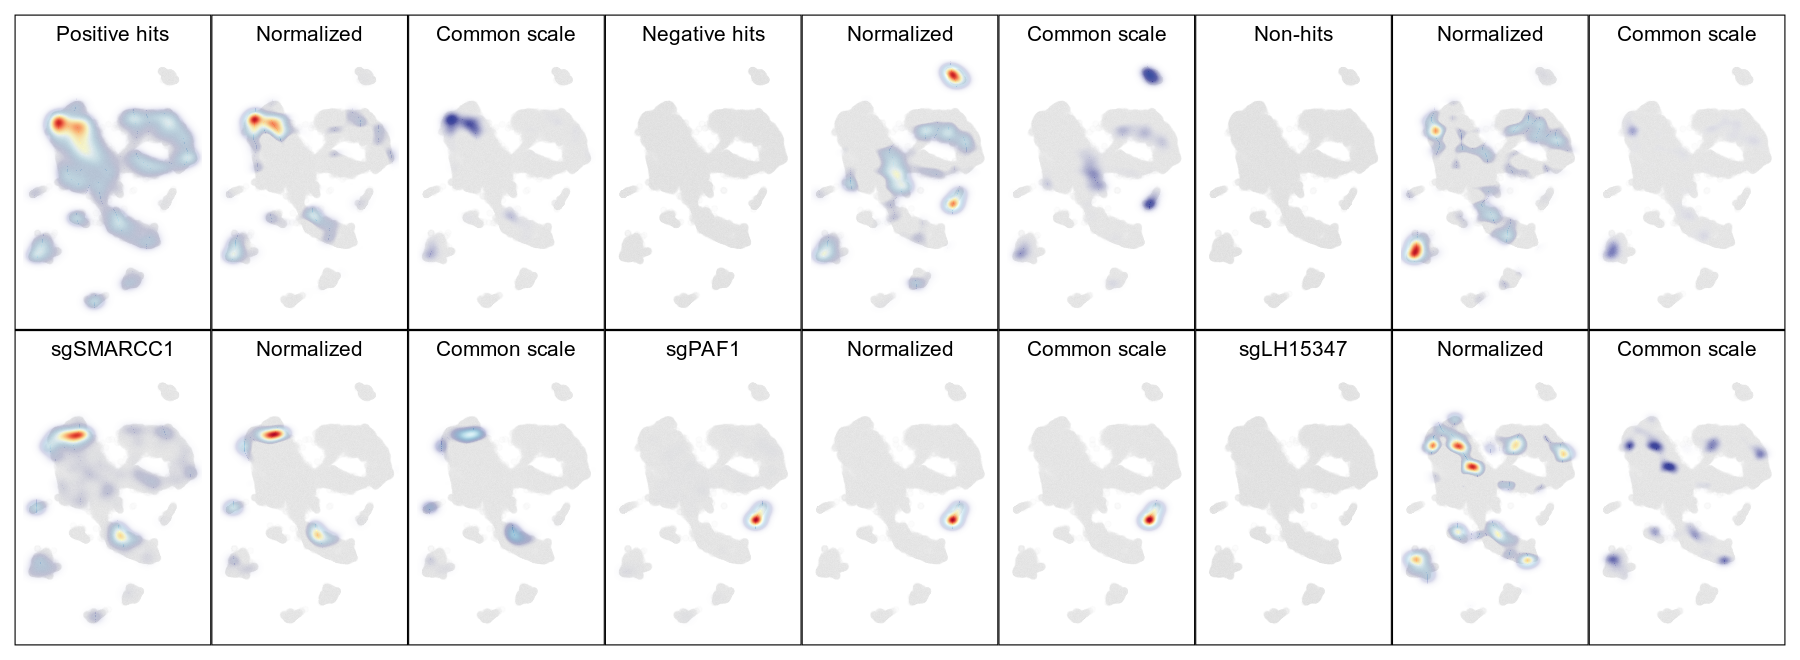 Positive hits Normalized Common scale Negative hits Normalized Common scale Non-hits Normalized Common scale
sgSMARCC1 Normalized Common scale sgPAF1 Normalized Common scale sgLH15347 Normalized Common scale